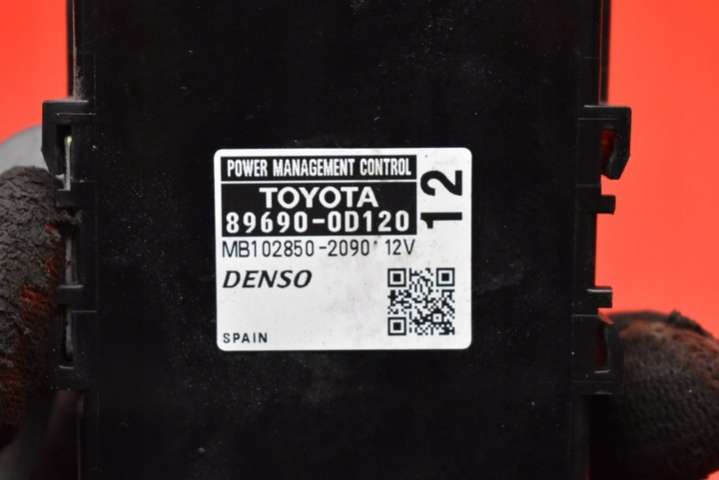 POWER MANAGEMENT CONTROL
TOYOTA
89690-0D120
12
MB102850-2090 12V
DENSO
SPAIN